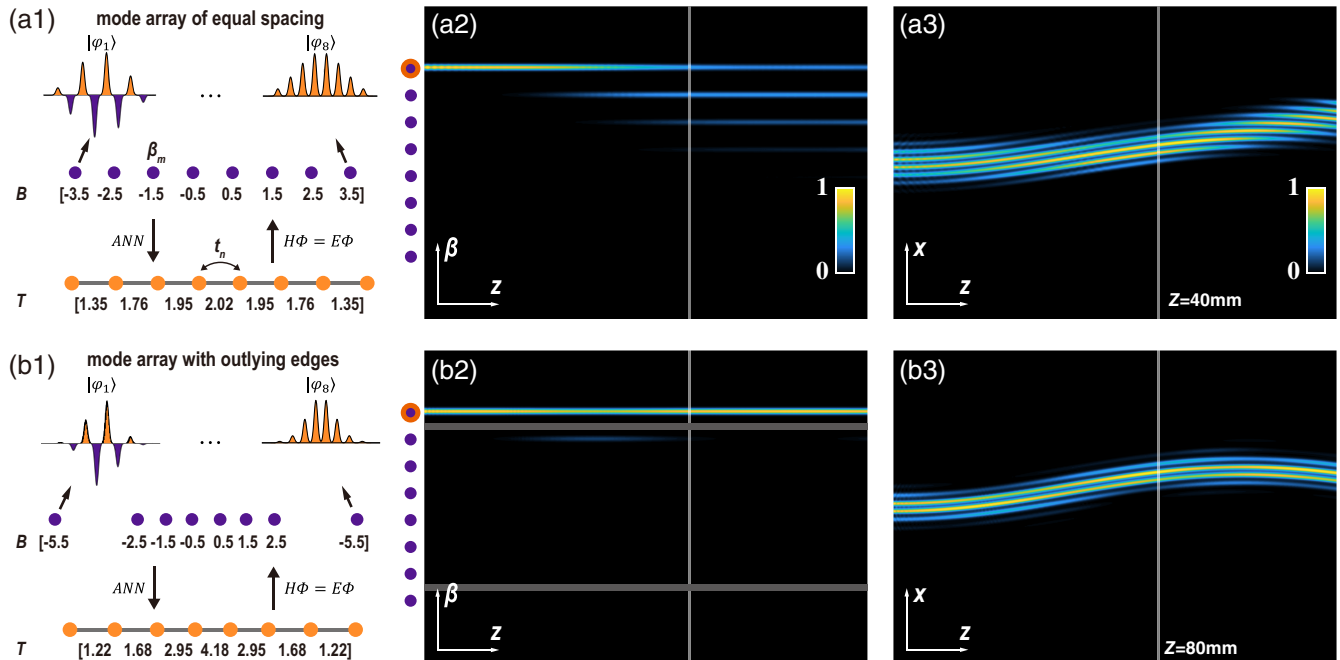 (a1) mode array of equal spacing
|φ₁⟩ |φ₈⟩
...
βₘ
B [-3.5 -2.5 -1.5 -0.5 0.5 1.5 2.5 3.5]
ANN HΦ = EΦ
tₙ
T [1.35 1.76 1.95 2.02 1.95 1.76 1.35]
(a2)
1
0
β
z
(a3)
1
0
x
z
Z=40mm
(b1) mode array with outlying edges
|φ₁⟩ |φ₈⟩
...
B [-5.5 -2.5 -1.5 -0.5 0.5 1.5 2.5 -5.5]
ANN HΦ = EΦ
T [1.22 1.68 2.95 4.18 2.95 1.68 1.22]
(b2)
β
z
(b3)
x
z
Z=80mm